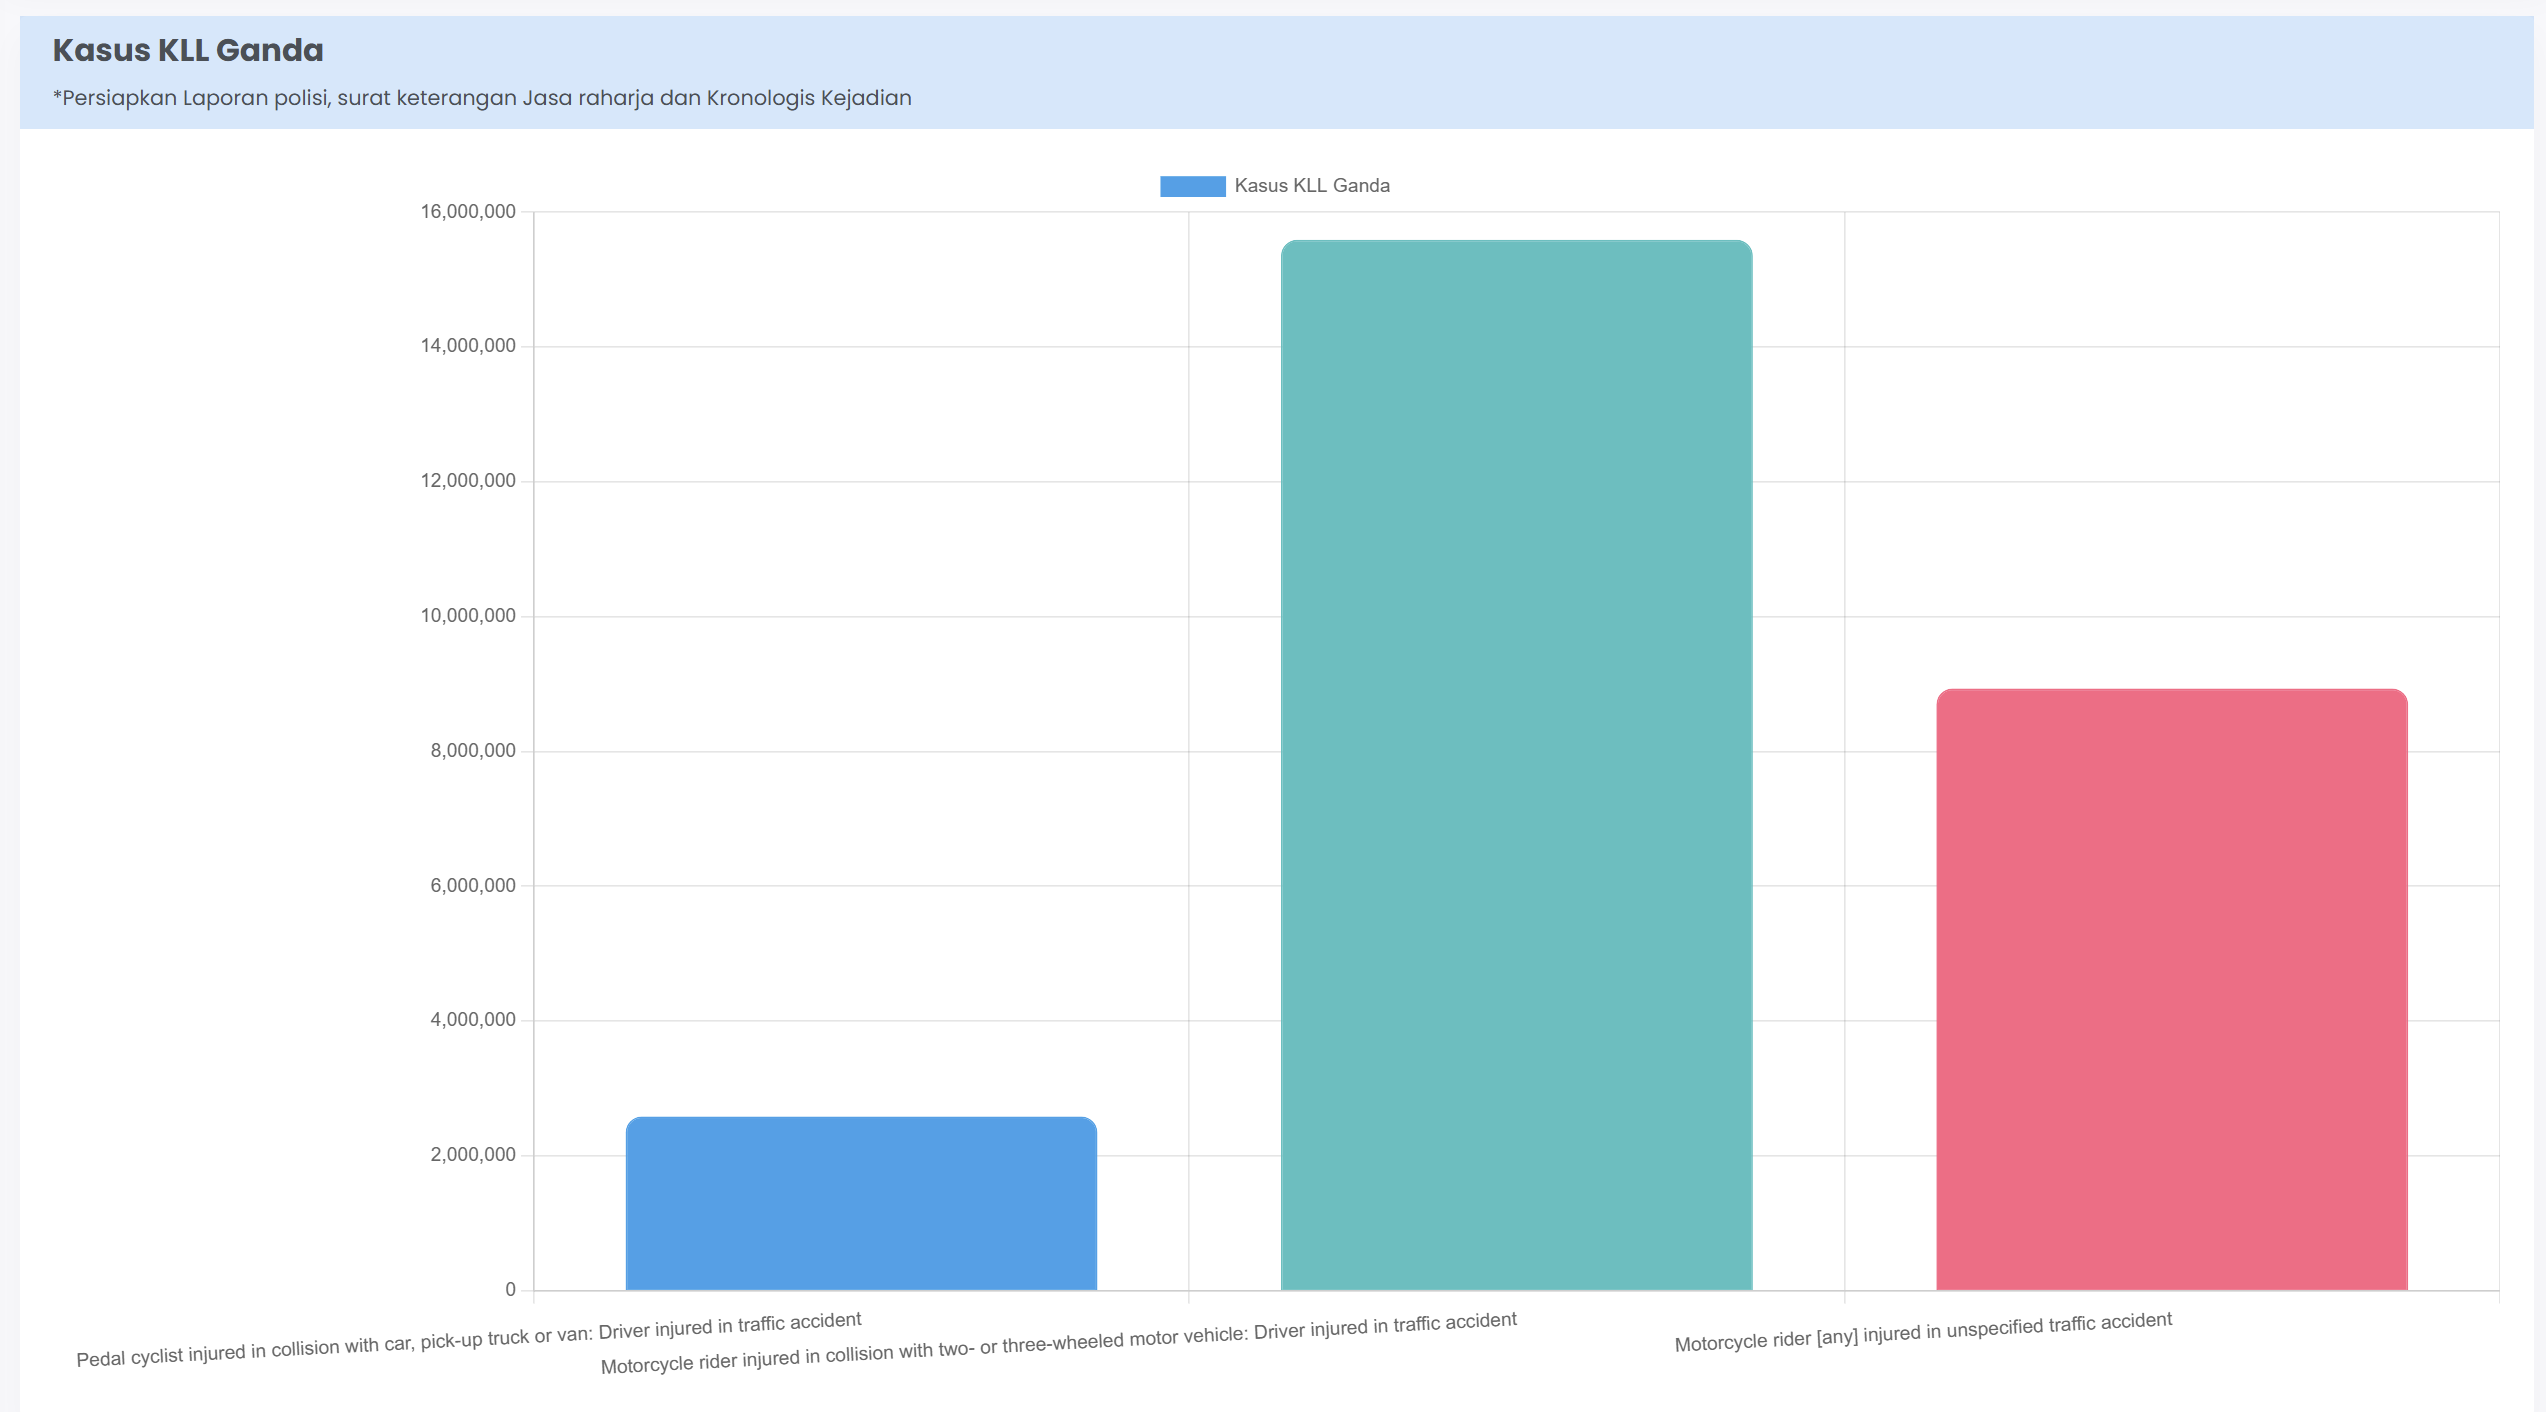 Kasus KLL Ganda
*Persiapkan Laporan polisi, surat keterangan Jasa raharja dan Kronologis Kejadian
Kasus KLL Ganda
16,000,000
14,000,000
12,000,000
10,000,000
8,000,000
6,000,000
4,000,000
2,000,000
0
Pedal cyclist injured in collision with car, pick-up truck or van: Driver injured in traffic accident
Motorcycle rider injured in collision with two- or three-wheeled motor vehicle: Driver injured in traffic accident
Motorcycle rider [any] injured in unspecified traffic accident